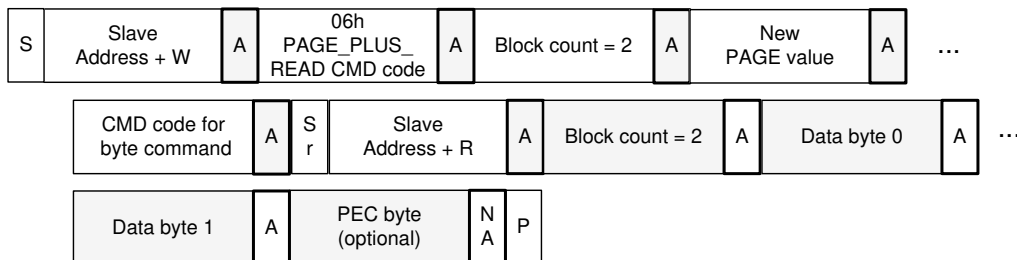 S Slave Address + W A 06h PAGE_PLUS_ READ CMD code A Block count = 2 A New PAGE value A ...
CMD code for byte command A S r Slave Address + R A Block count = 2 A Data byte 0 A ...
Data byte 1 A PEC byte (optional) N A P